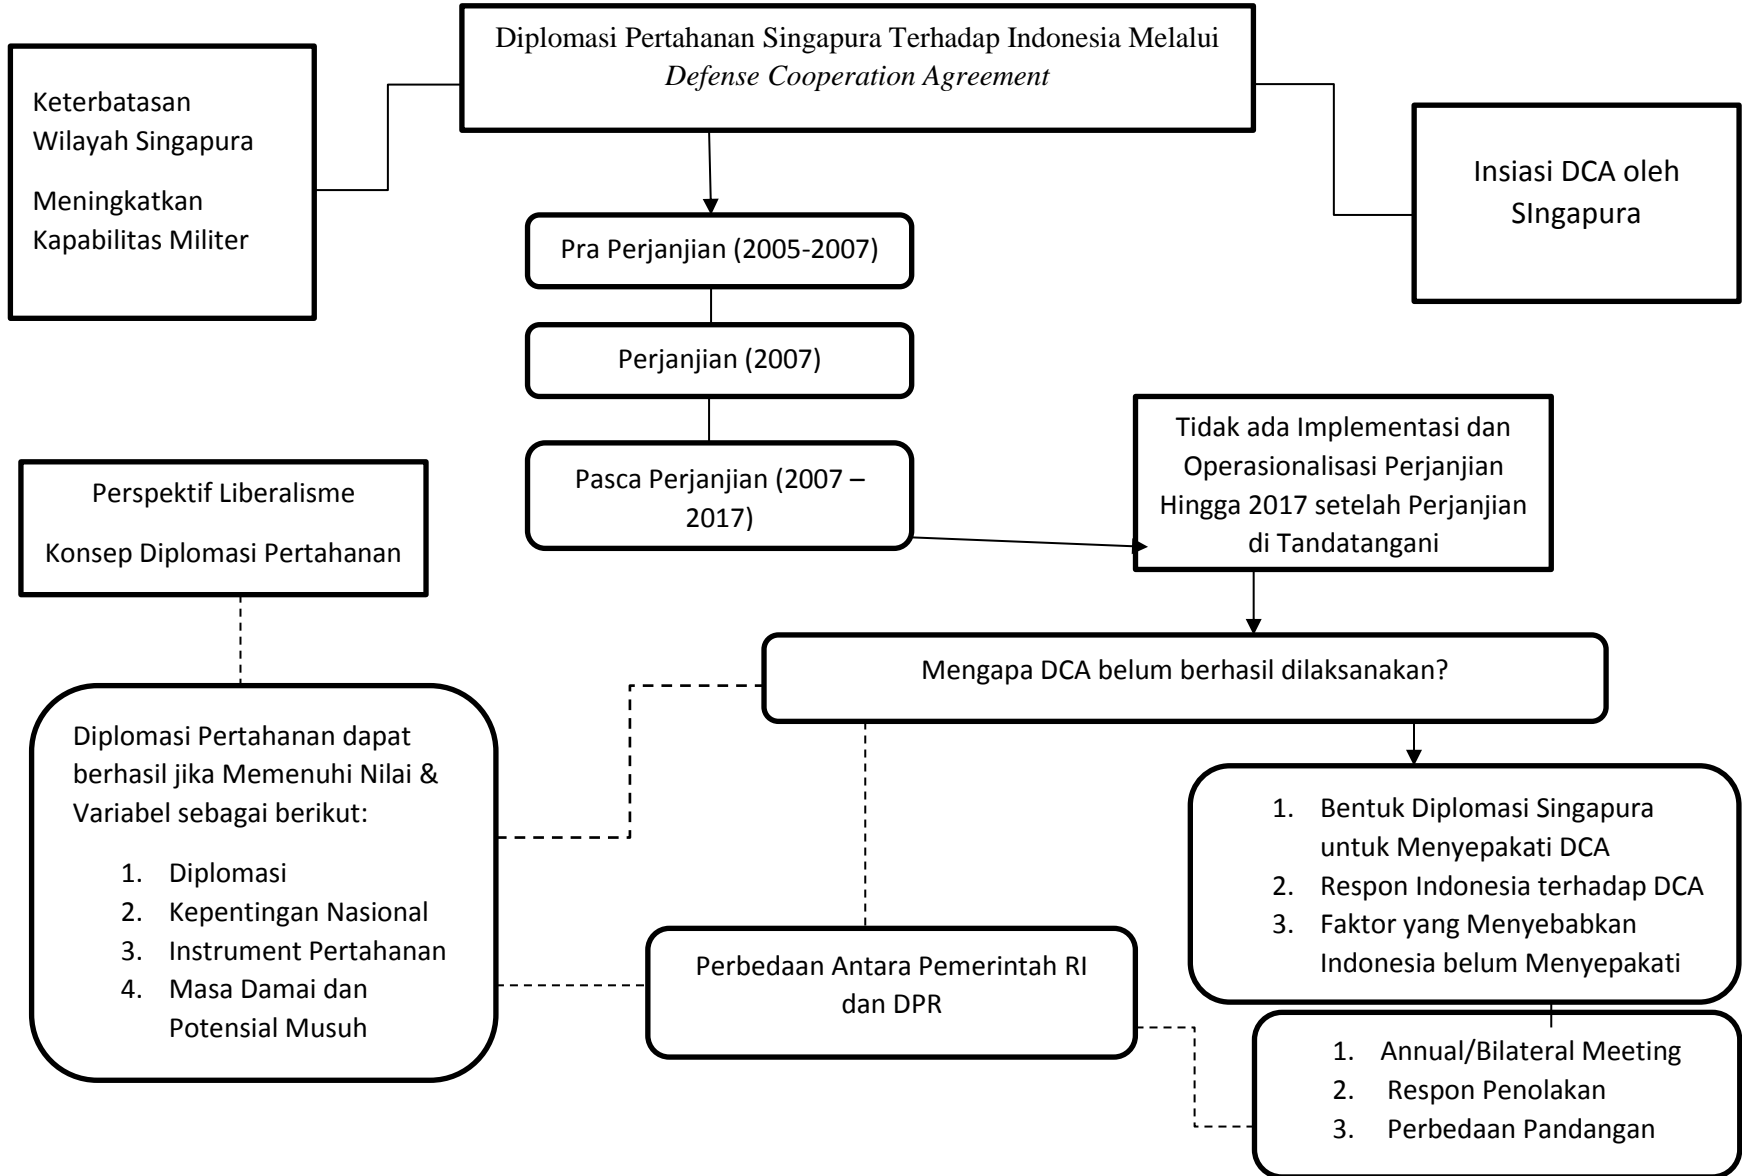 Diplomasi Pertahanan Singapura Terhadap Indonesia Melalui
Defense Cooperation Agreement
Keterbatasan
Wilayah Singapura
Meningkatkan
Kapabilitas Militer
Insiasi DCA oleh
SIngapura
Pra Perjanjian (2005-2007)
Perjanjian (2007)
Pasca Perjanjian (2007 –
2017)
Tidak ada Implementasi dan
Operasionalisasi Perjanjian
Hingga 2017 setelah Perjanjian
di Tandatangani
Perspektif Liberalisme
Konsep Diplomasi Pertahanan
Mengapa DCA belum berhasil dilaksanakan?
Diplomasi Pertahanan dapat
berhasil jika Memenuhi Nilai &
Variabel sebagai berikut:
1. Diplomasi
2. Kepentingan Nasional
3. Instrument Pertahanan
4. Masa Damai dan
Potensial Musuh
1. Bentuk Diplomasi Singapura
untuk Menyepakati DCA
2. Respon Indonesia terhadap DCA
3. Faktor yang Menyebabkan
Indonesia belum Menyepakati
Perbedaan Antara Pemerintah RI
dan DPR
1. Annual/Bilateral Meeting
2. Respon Penolakan
3. Perbedaan Pandangan